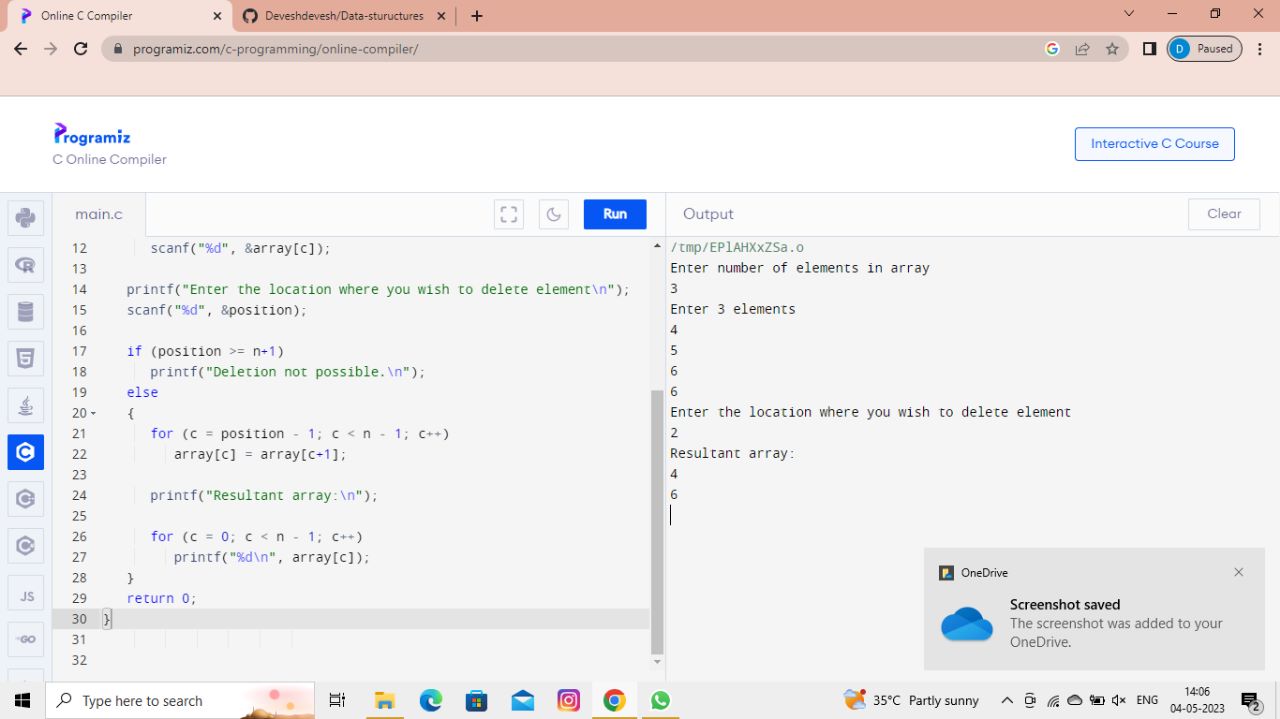 Online C Compiler
Deveshdevesh/Data-stuructures
programiz.com/c-programming/online-compiler/
D Paused
Programiz
C Online Compiler
Interactive C Course
main.c
Run
Output
Clear
12 scanf("%d", &array[c]);
13
14 printf("Enter the location where you wish to delete element\n");
15 scanf("%d", &position);
16
17 if (position >= n+1)
18 printf("Deletion not possible.\n");
19 else
20 {
21 for (c = position - 1; c < n - 1; c++)
22 array[c] = array[c+1];
23
24 printf("Resultant array:\n");
25
26 for (c = 0; c < n - 1; c++)
27 printf("%d\n", array[c]);
28 }
29 return 0;
30 }
31
32
JS
GO
/tmp/EPlAHXxZSa.o
Enter number of elements in array
3
Enter 3 elements
4
5
6
6
Enter the location where you wish to delete element
2
Resultant array:
4
6
OneDrive
Screenshot saved
The screenshot was added to your
OneDrive.
Type here to search
35°C Partly sunny
ENG
14:06
04-05-2023
2